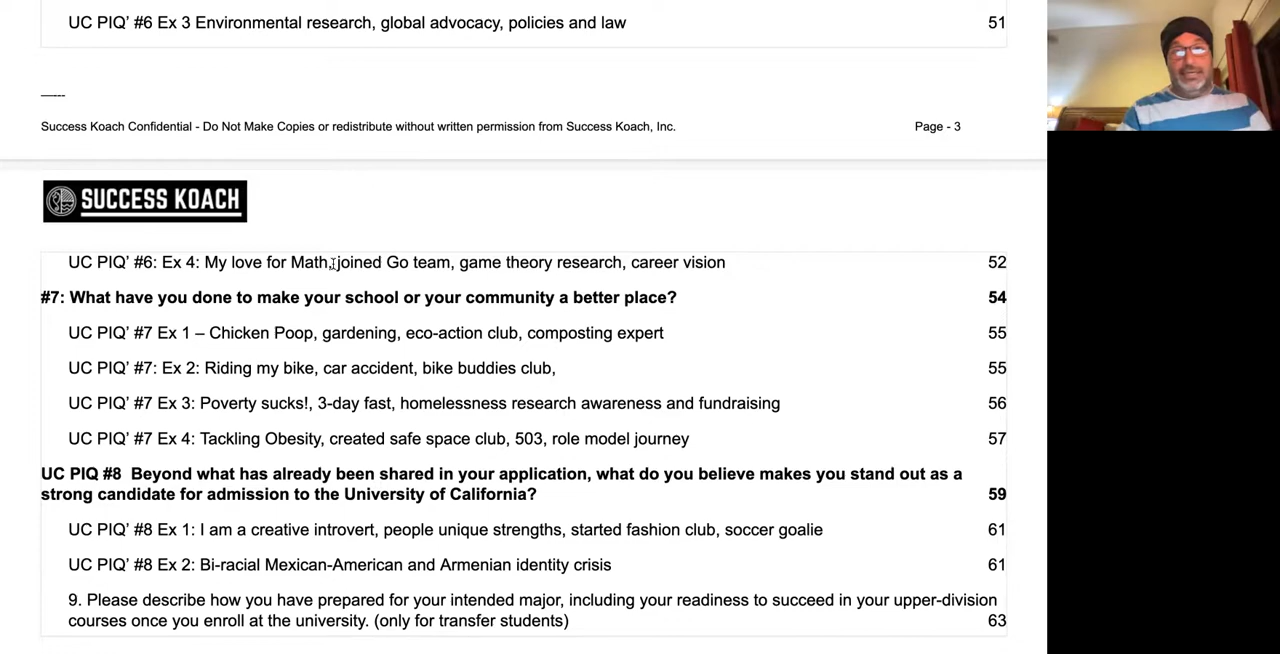 UC PIQ' #6 Ex 3 Environmental research, global advocacy, policies and law 51
Success Koach Confidential - Do Not Make Copies or redistribute without written permission from Success Koach, Inc. Page - 3
SUCCESS KOACH
UC PIQ' #6: Ex 4: My love for Math, joined Go team, game theory research, career vision 52
#7: What have you done to make your school or your community a better place? 54
UC PIQ' #7 Ex 1 – Chicken Poop, gardening, eco-action club, composting expert 55
UC PIQ' #7: Ex 2: Riding my bike, car accident, bike buddies club, 55
UC PIQ' #7 Ex 3: Poverty sucks!, 3-day fast, homelessness research awareness and fundraising 56
UC PIQ' #7 Ex 4: Tackling Obesity, created safe space club, 503, role model journey 57
UC PIQ #8  Beyond what has already been shared in your application, what do you believe makes you stand out as a
strong candidate for admission to the University of California? 59
UC PIQ' #8 Ex 1: I am a creative introvert, people unique strengths, started fashion club, soccer goalie 61
UC PIQ' #8 Ex 2: Bi-racial Mexican-American and Armenian identity crisis 61
9. Please describe how you have prepared for your intended major, including your readiness to succeed in your upper-division
courses once you enroll at the university. (only for transfer students) 63